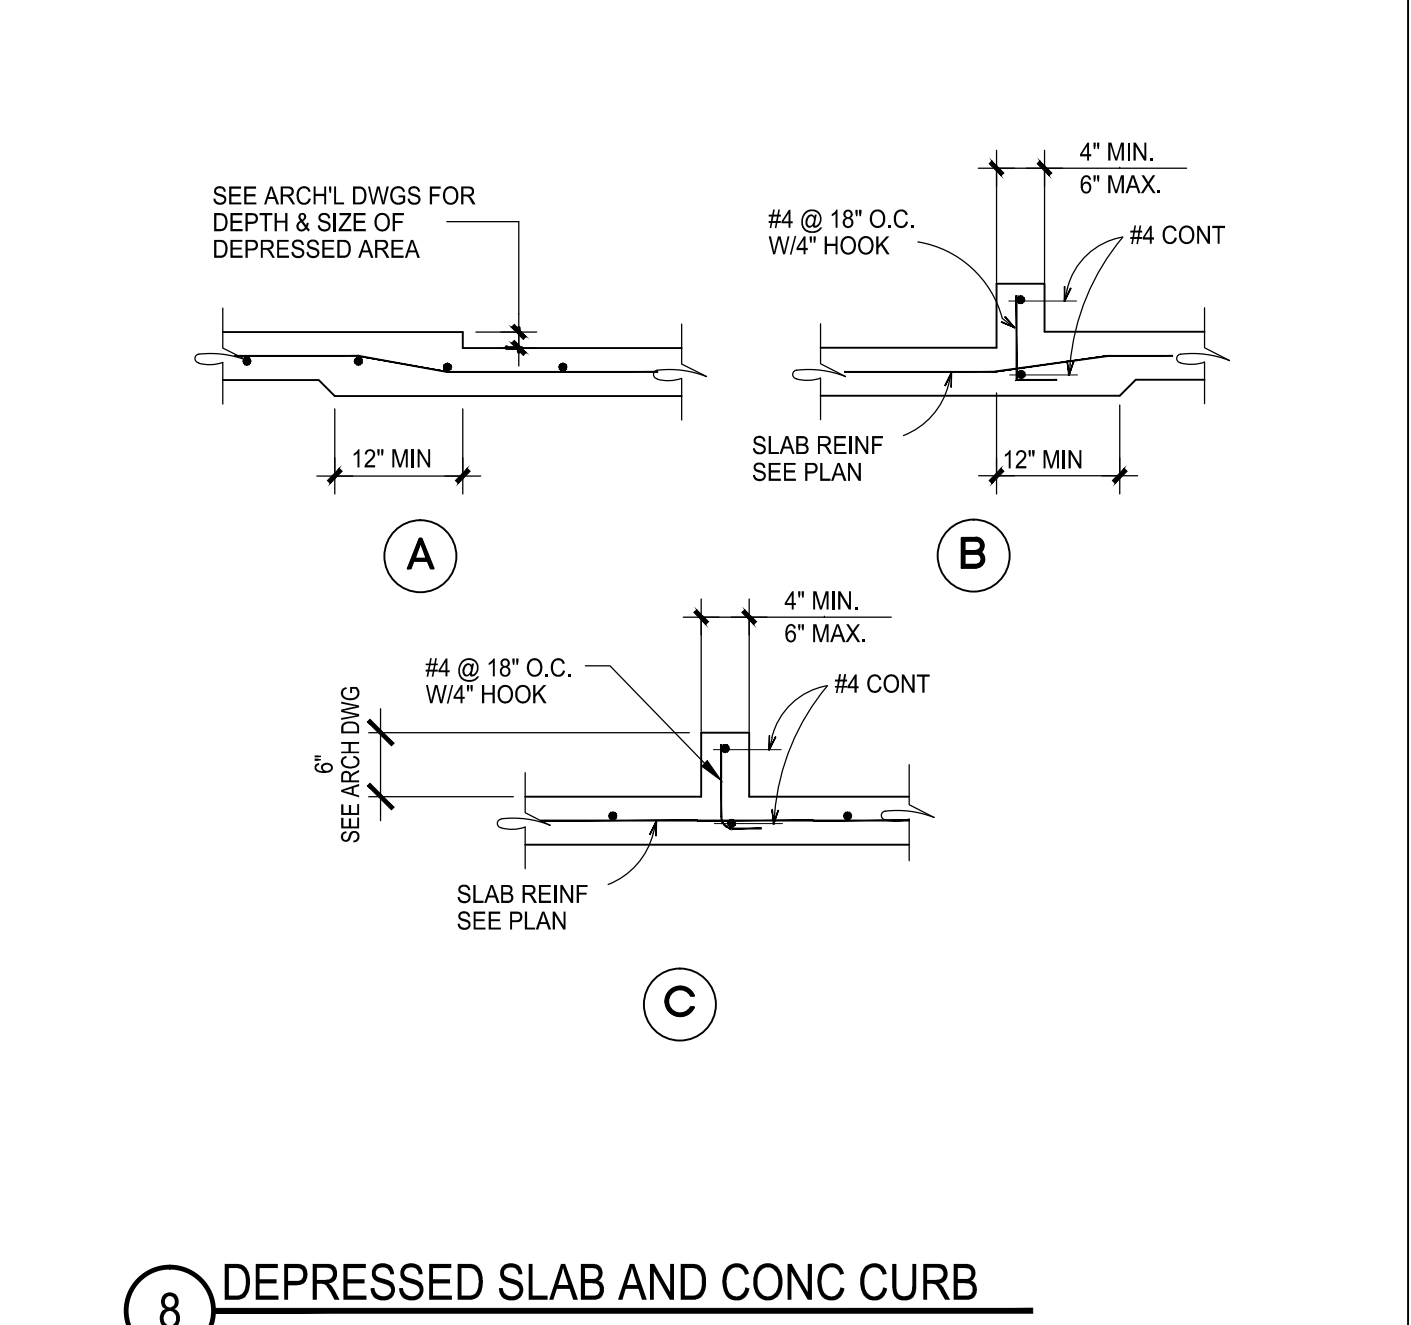 SEE ARCH'L DWGS FOR
DEPTH & SIZE OF
DEPRESSED AREA
12" MIN
A
4" MIN.
6" MAX.
#4 @ 18" O.C.
W/4" HOOK
#4 CONT
SLAB REINF
SEE PLAN
12" MIN
B
4" MIN.
6" MAX.
#4 @ 18" O.C.
W/4" HOOK
#4 CONT
6"
SEE ARCH DWG
SLAB REINF
SEE PLAN
C
8
DEPRESSED SLAB AND CONC CURB